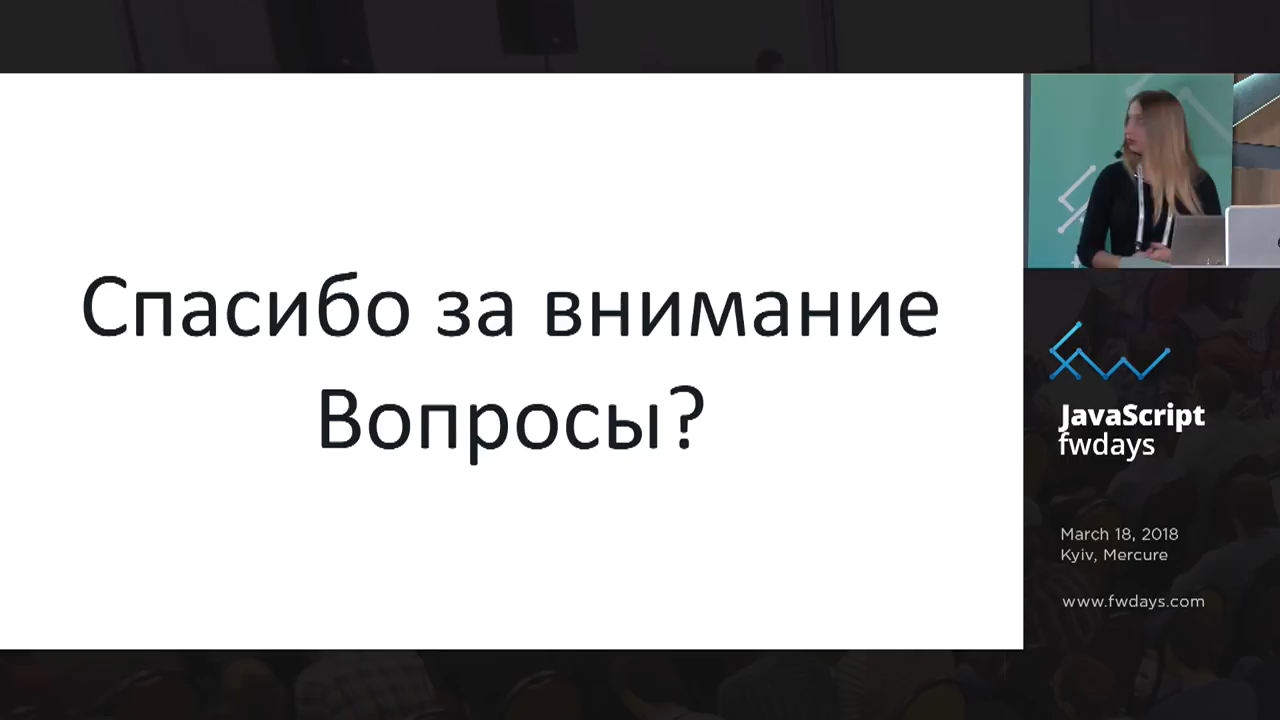 Спасибо за внимание
Вопросы?
JavaScript
fwdays
March 18, 2018
Kyiv, Mercure
www.fwdays.com